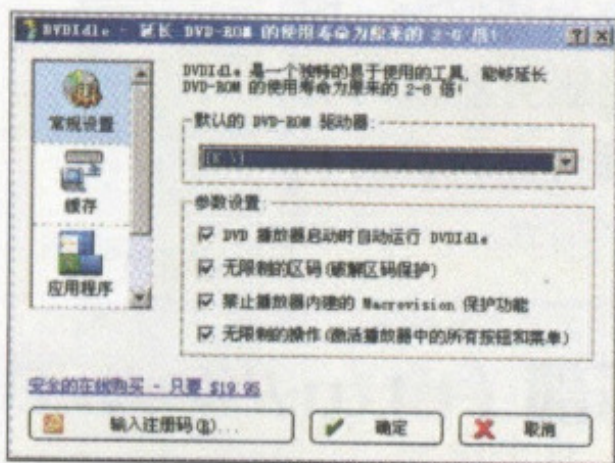 DVDIdle - 延长 DVD-ROM 的使用寿命为原来的 2-8 倍!
常规设置
缓存
应用程序
DVDIdle 是一个独特的易于使用的工具, 能够延长
DVD-ROM 的使用寿命为原来的 2-8 倍!
默认的 DVD-ROM 驱动器:
参数设置
DVD 播放器启动时自动运行 DVDIdle
无限制的区码(破解区码保护)
禁止播放器内建的 Macrovision 保护功能
无限制的操作(激活播放器中的所有按钮和菜单)
安全的在线购买 - 只要 $19.95
输入注册码(R)...
确定
取消